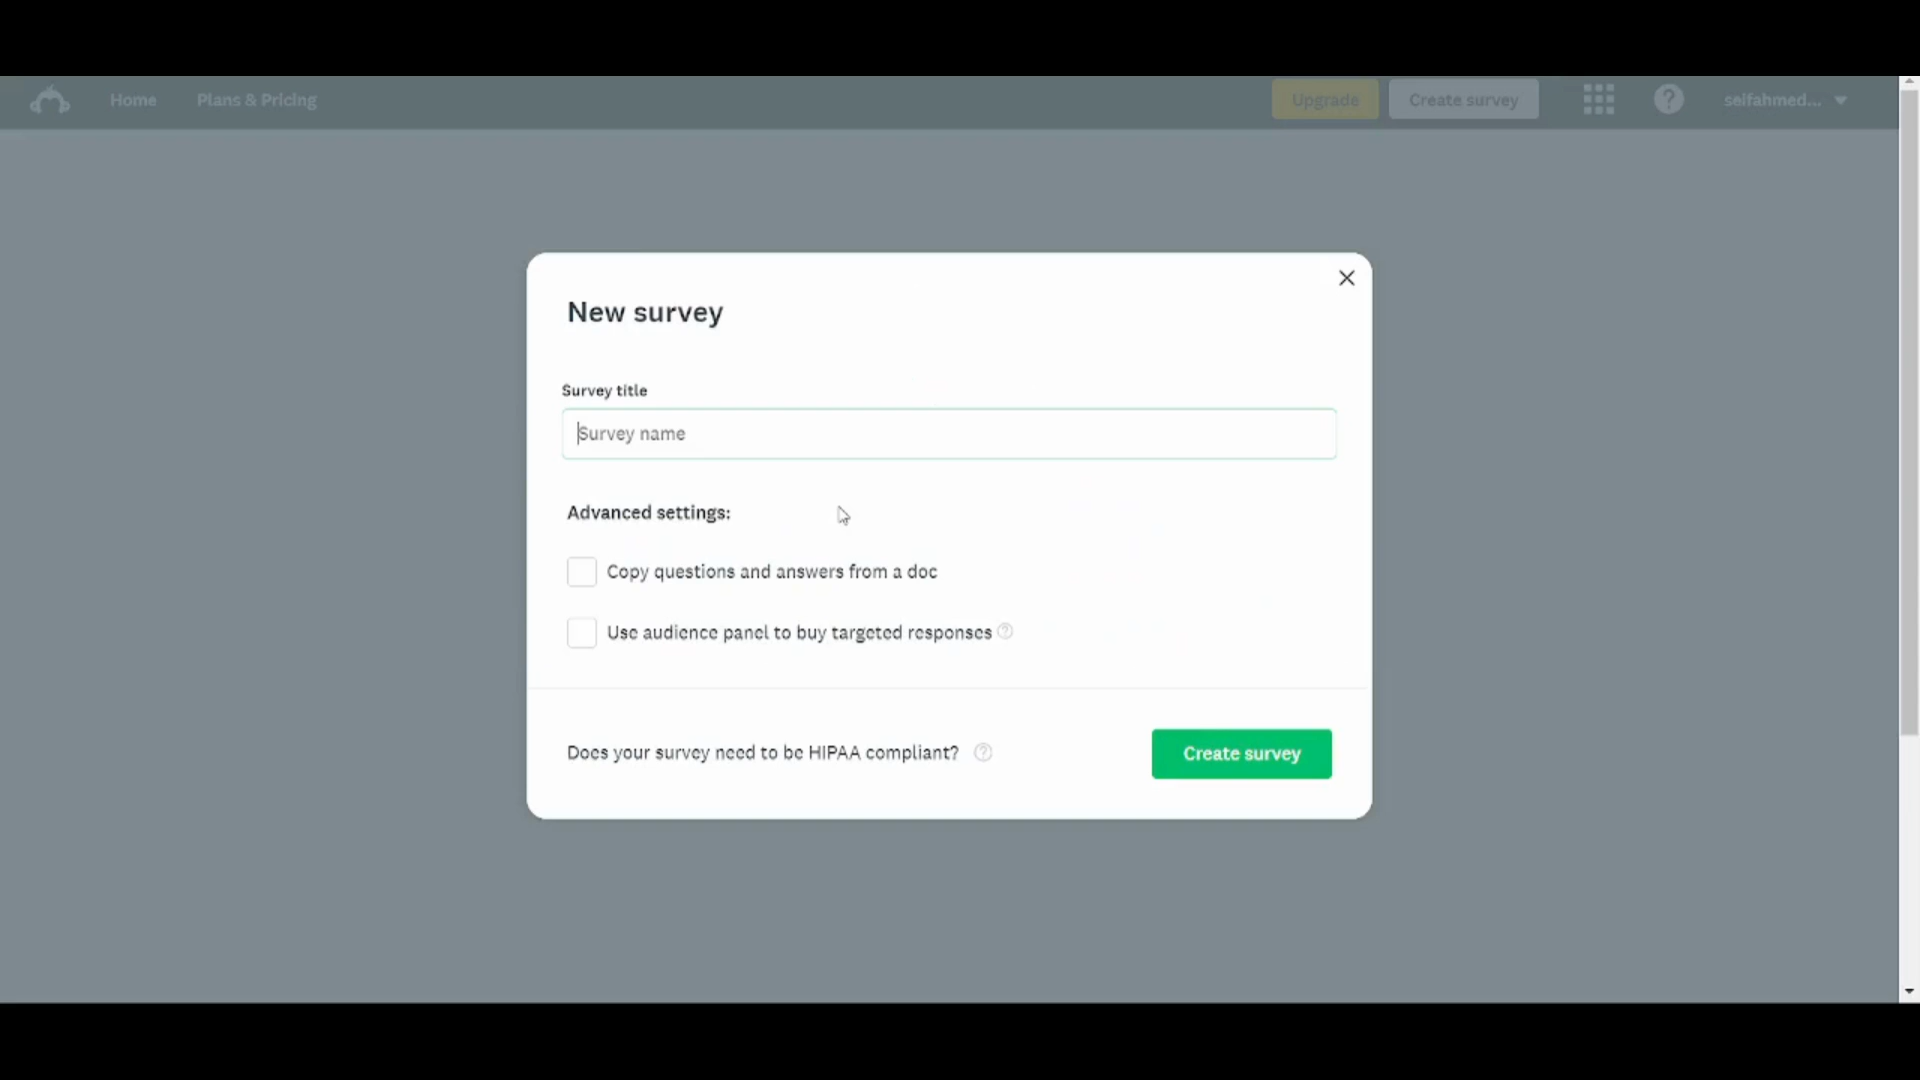 Home Plans & Pricing Upgrade Create survey ? seifahmed...
New survey
Survey title
Survey name
Advanced settings:
Copy questions and answers from a doc
Use audience panel to buy targeted responses ?
Does your survey need to be HIPAA compliant? ?
Create survey